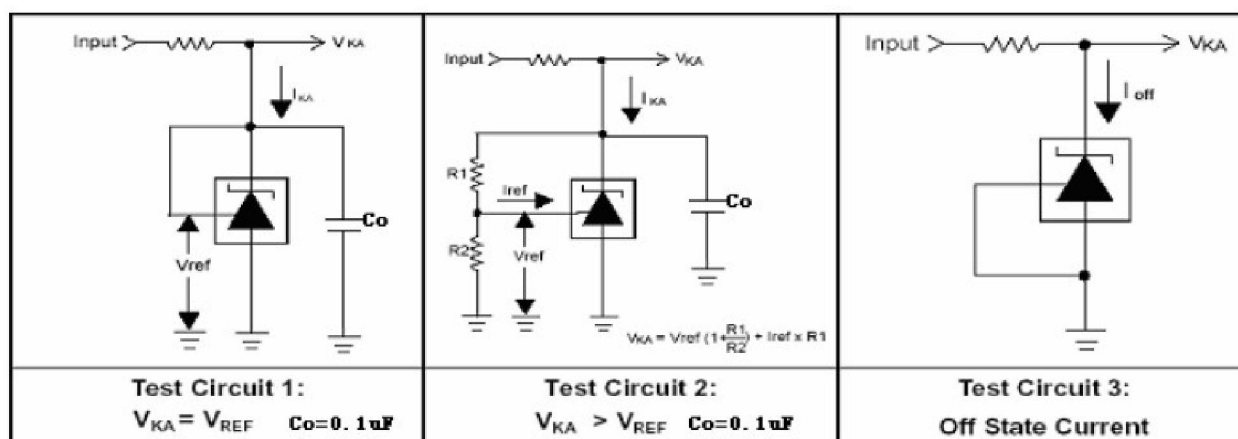 Input
VKA
IKA
Co
Vref
Test Circuit 1:
VKA = VREF Co=0.1uF
Input
VKA
IKA
R1
Iref
Co
R2
Vref
VKA = Vref (1+R1/R2) + Iref x R1
Test Circuit 2:
VKA > VREF Co=0.1uF
Input
VKA
Ioff
Test Circuit 3:
Off State Current